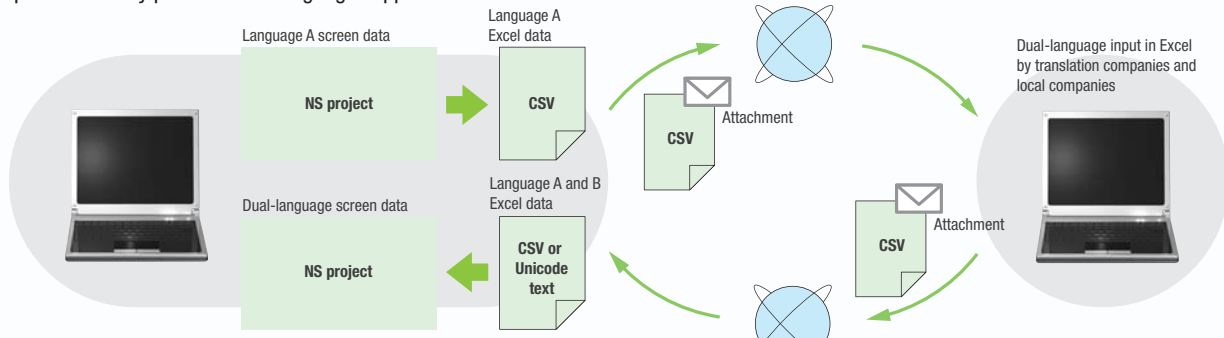 Language A
Excel data
Language A screen data
NS project
CSV
Attachment
CSV
Dual-language input in Excel
by translation companies and
local companies
Dual-language screen data
NS project
Language A and B
Excel data
CSV or
Unicode
text
Attachment
CSV